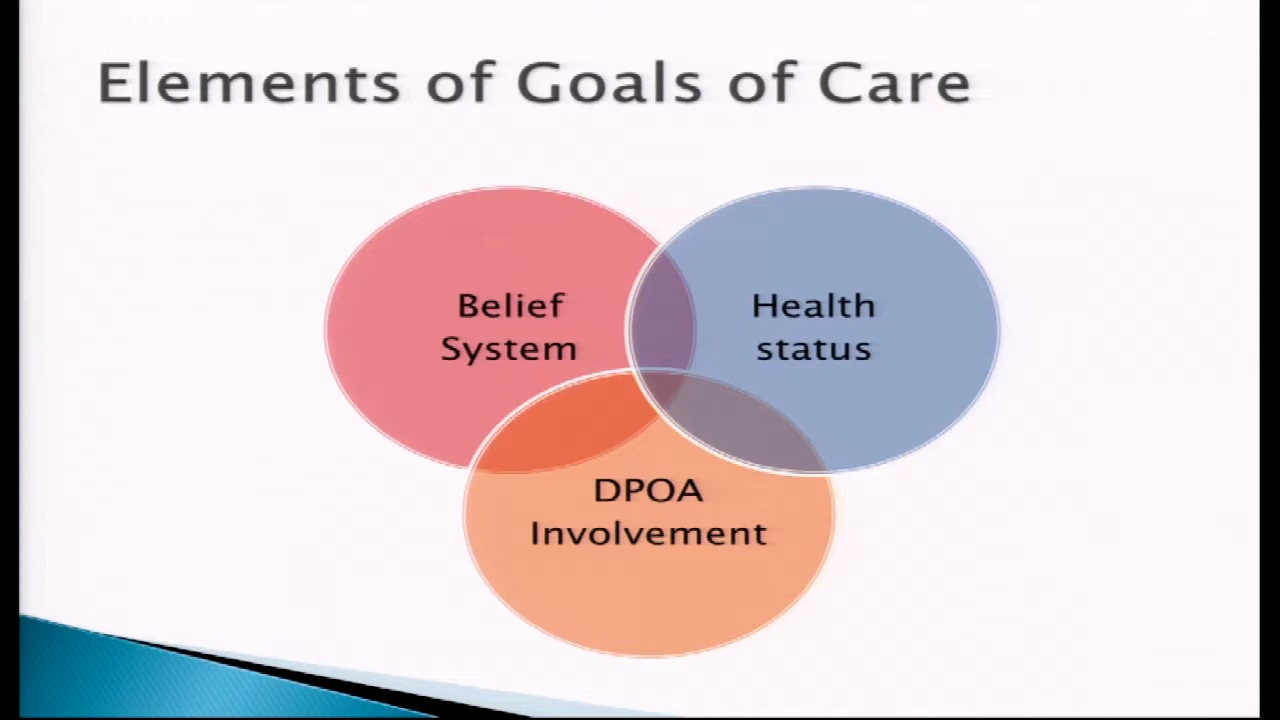 Elements of Goals of Care
Belief
System
Health
status
DPOA
Involvement